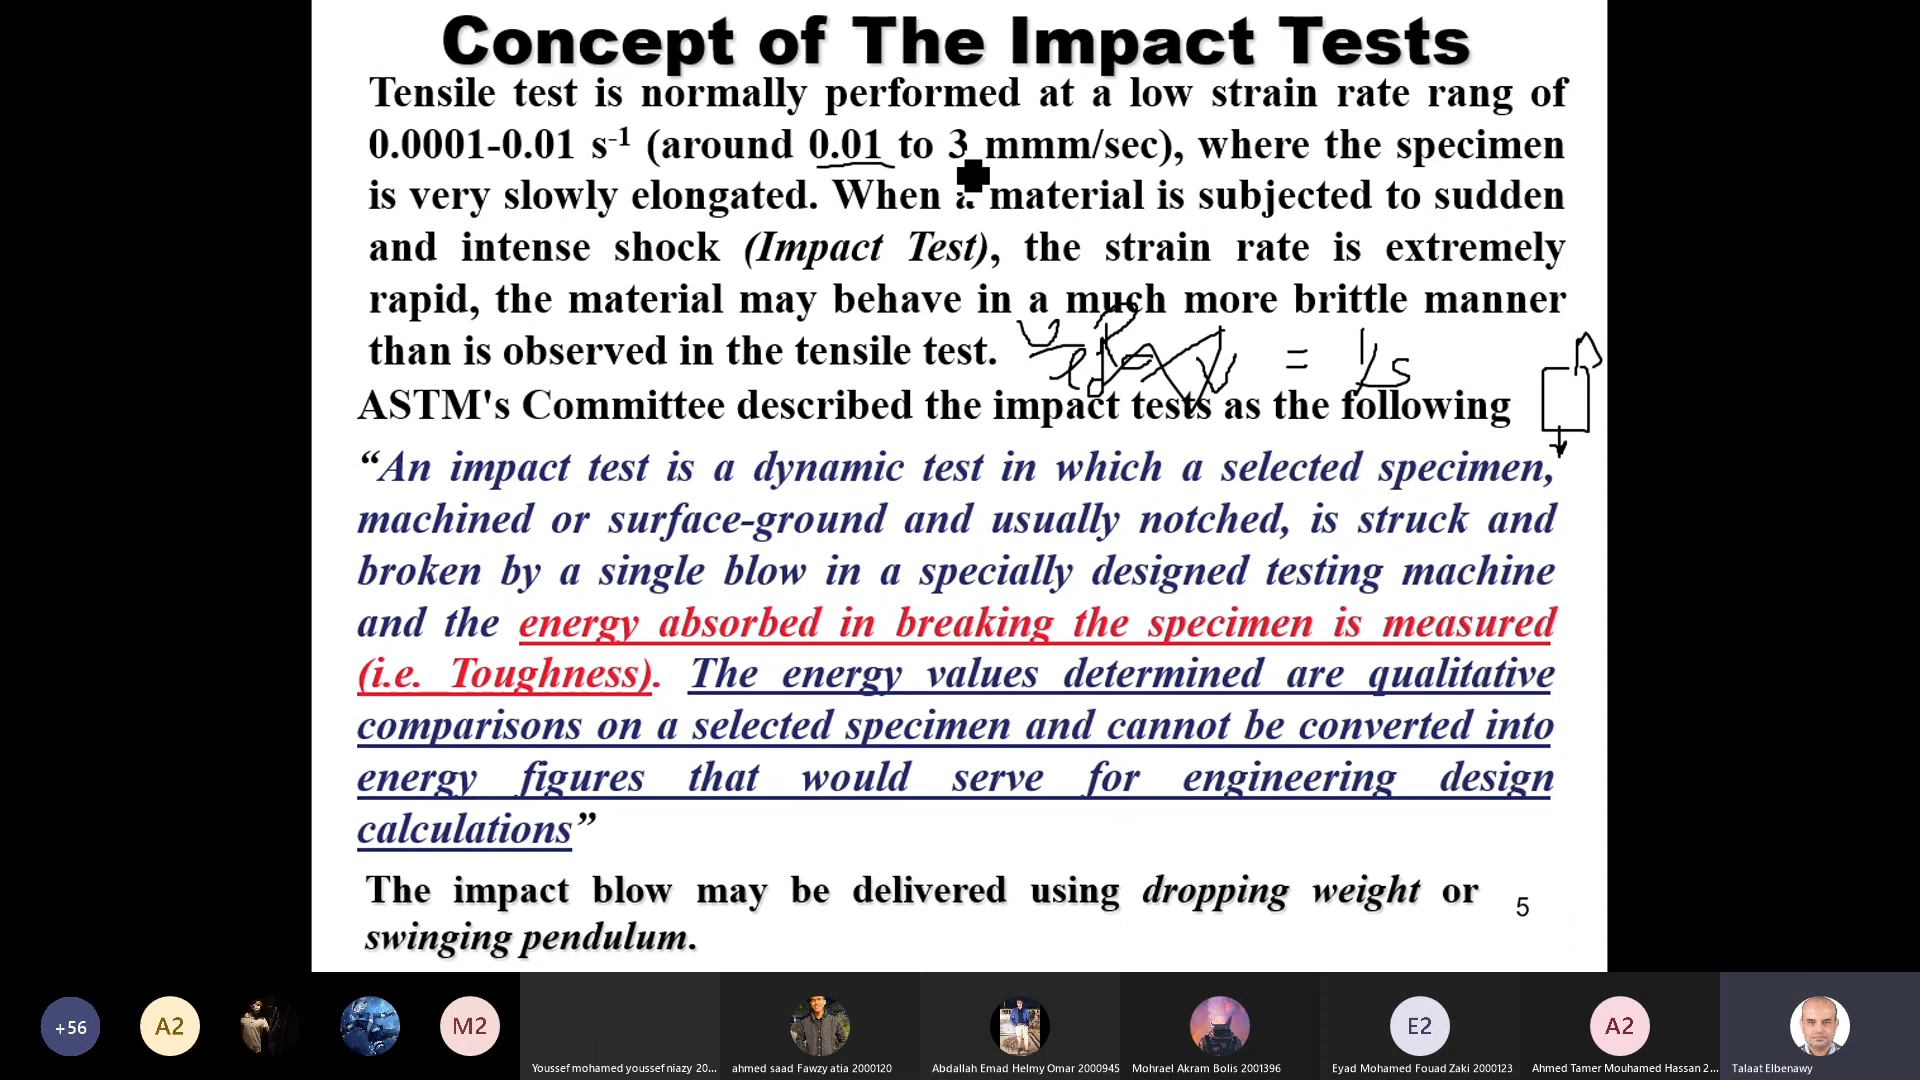 Concept of The Impact Tests
Tensile test is normally performed at a low strain rate rang of
0.0001-0.01 s-1 (around 0.01 to 3 mmm/sec), where the specimen
is very slowly elongated. When a material is subjected to sudden
and intense shock (Impact Test), the strain rate is extremely
rapid, the material may behave in a much more brittle manner
than is observed in the tensile test.
= 1/s
ASTM's Committee described the impact tests as the following
“An impact test is a dynamic test in which a selected specimen,
machined or surface-ground and usually notched, is struck and
broken by a single blow in a specially designed testing machine
and the energy absorbed in breaking the specimen is measured
(i.e. Toughness). The energy values determined are qualitative
comparisons on a selected specimen and cannot be converted into
energy figures that would serve for engineering design
calculations”
The impact blow may be delivered using dropping weight or
swinging pendulum.
5
+56
A2
M2
E2
A2
Youssef mohamed youssef niazy 20...
ahmed saad Fawzy atia 2000120
Abdallah Emad Helmy Omar 2000945
Mohrael Akram Bolis 2001396
Eyad Mohamed Fouad Zaki 2000123
Ahmed Tamer Mouhamed Hassan 2...
Talaat Elbenawy